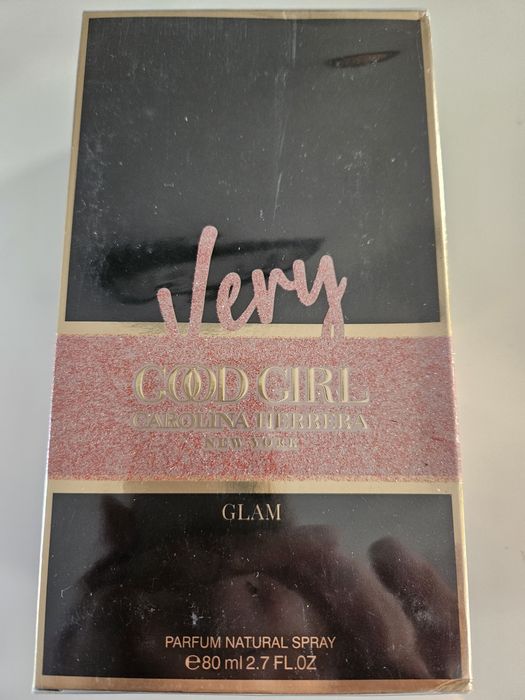 Very
GOOD GIRL
CAROLINA HERRERA
NEW YORK
GLAM
PARFUM NATURAL SPRAY
℮80 ml 2.7 FL.OZ